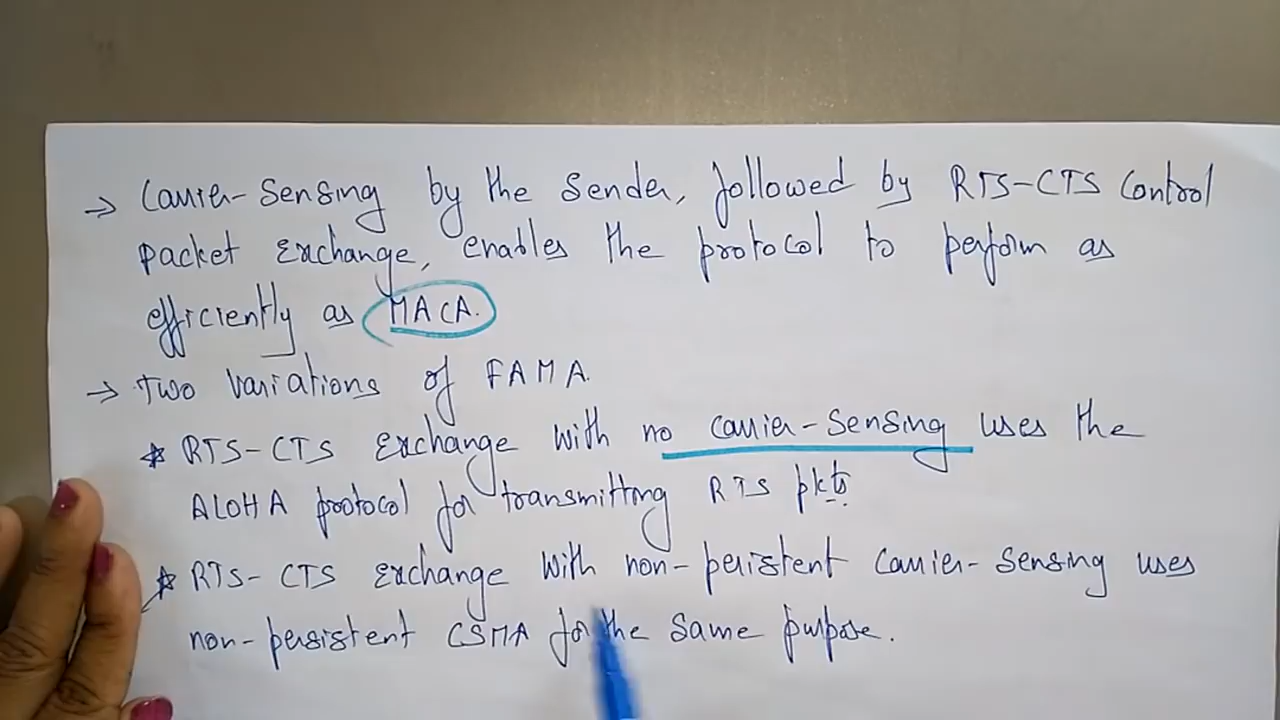 → Carrier-Sensing by the Sender, followed by RTS-CTS Control
packet Exchange, enables the protocol to perform as
efficiently as MACA.
→ Two variations of FAMA.
* RTS-CTS Exchange with no carrier-sensing uses the
ALOHA protocol for transmitting RTS pkts.
* RTS-CTS exchange with non-persistent carrier-sensing uses
non-persistent CSMA for the same purpose.